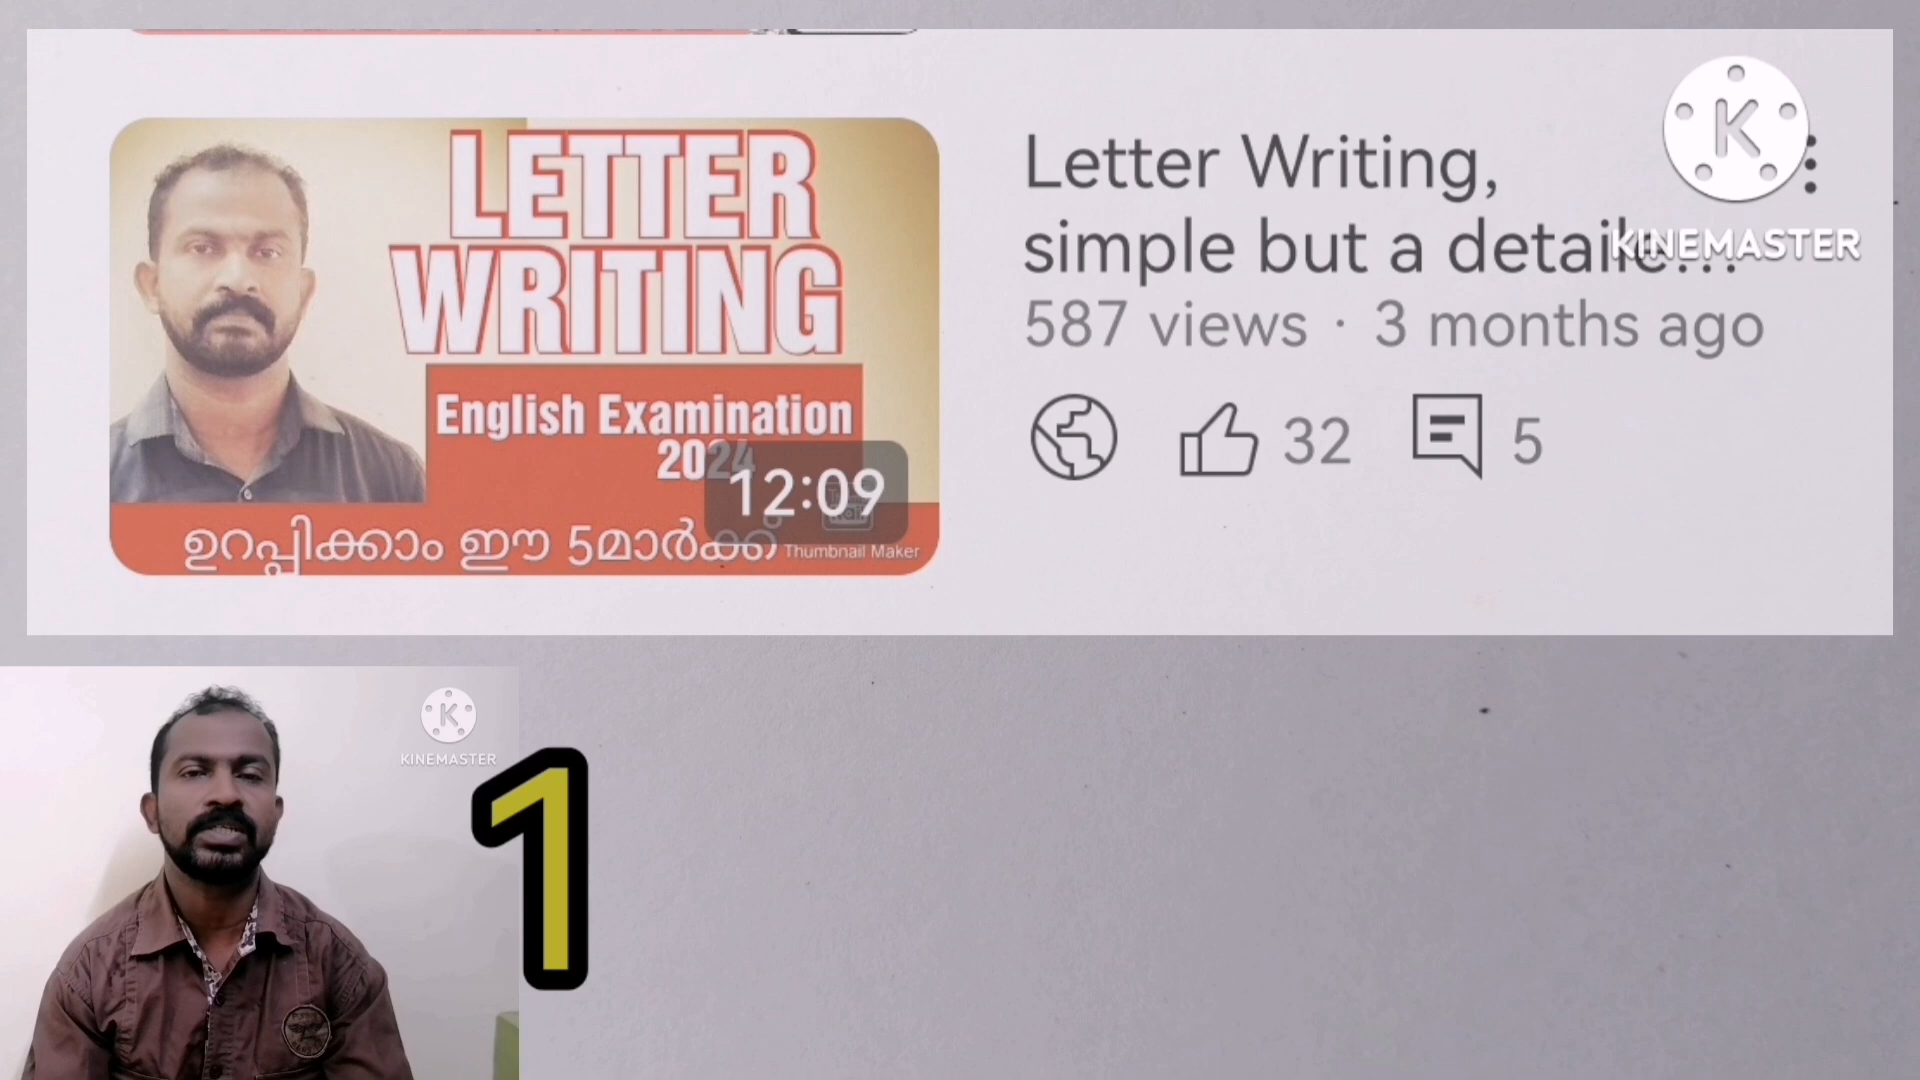 LETTER
WRITING
English Examination
2024
12:09
ഉറപ്പിക്കാം ഈ 5മാർക്ക്
Thumbnail Maker
Letter Writing,
simple but a detaile...
587 views · 3 months ago
32
5
K
KINEMASTER
K
KINEMASTER
1